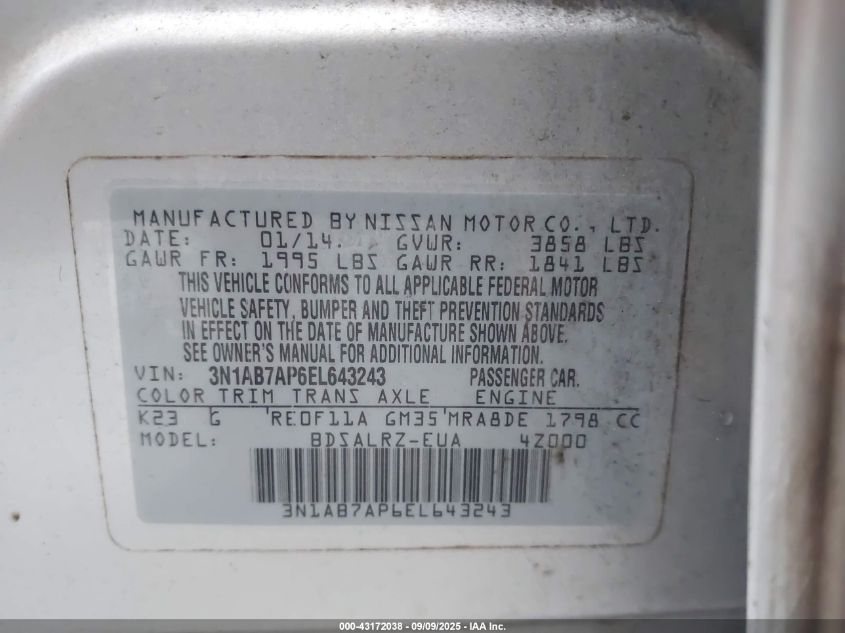 MANUFACTURED BY NISSAN MOTOR CO., LTD.
DATE: 01/14. GVWR: 3858 LBS
GAWR FR: 1995 LBS GAWR RR: 1841 LBS
THIS VEHICLE CONFORMS TO ALL APPLICABLE FEDERAL MOTOR
VEHICLE SAFETY, BUMPER AND THEFT PREVENTION STANDARDS
IN EFFECT ON THE DATE OF MANUFACTURE SHOWN ABOVE.
SEE OWNER'S MANUAL FOR ADDITIONAL INFORMATION.
VIN: 3N1AB7AP6EL643243 PASSENGER CAR.
COLOR TRIM TRANS AXLE ENGINE
K23 G RE0F11A GM35 MRA8DE 1798 CC
MODEL: BDSALRZ-EUA 4Z000
3N1AB7AP6EL643243
000-43172038 - 09/09/2025 - IAA Inc.